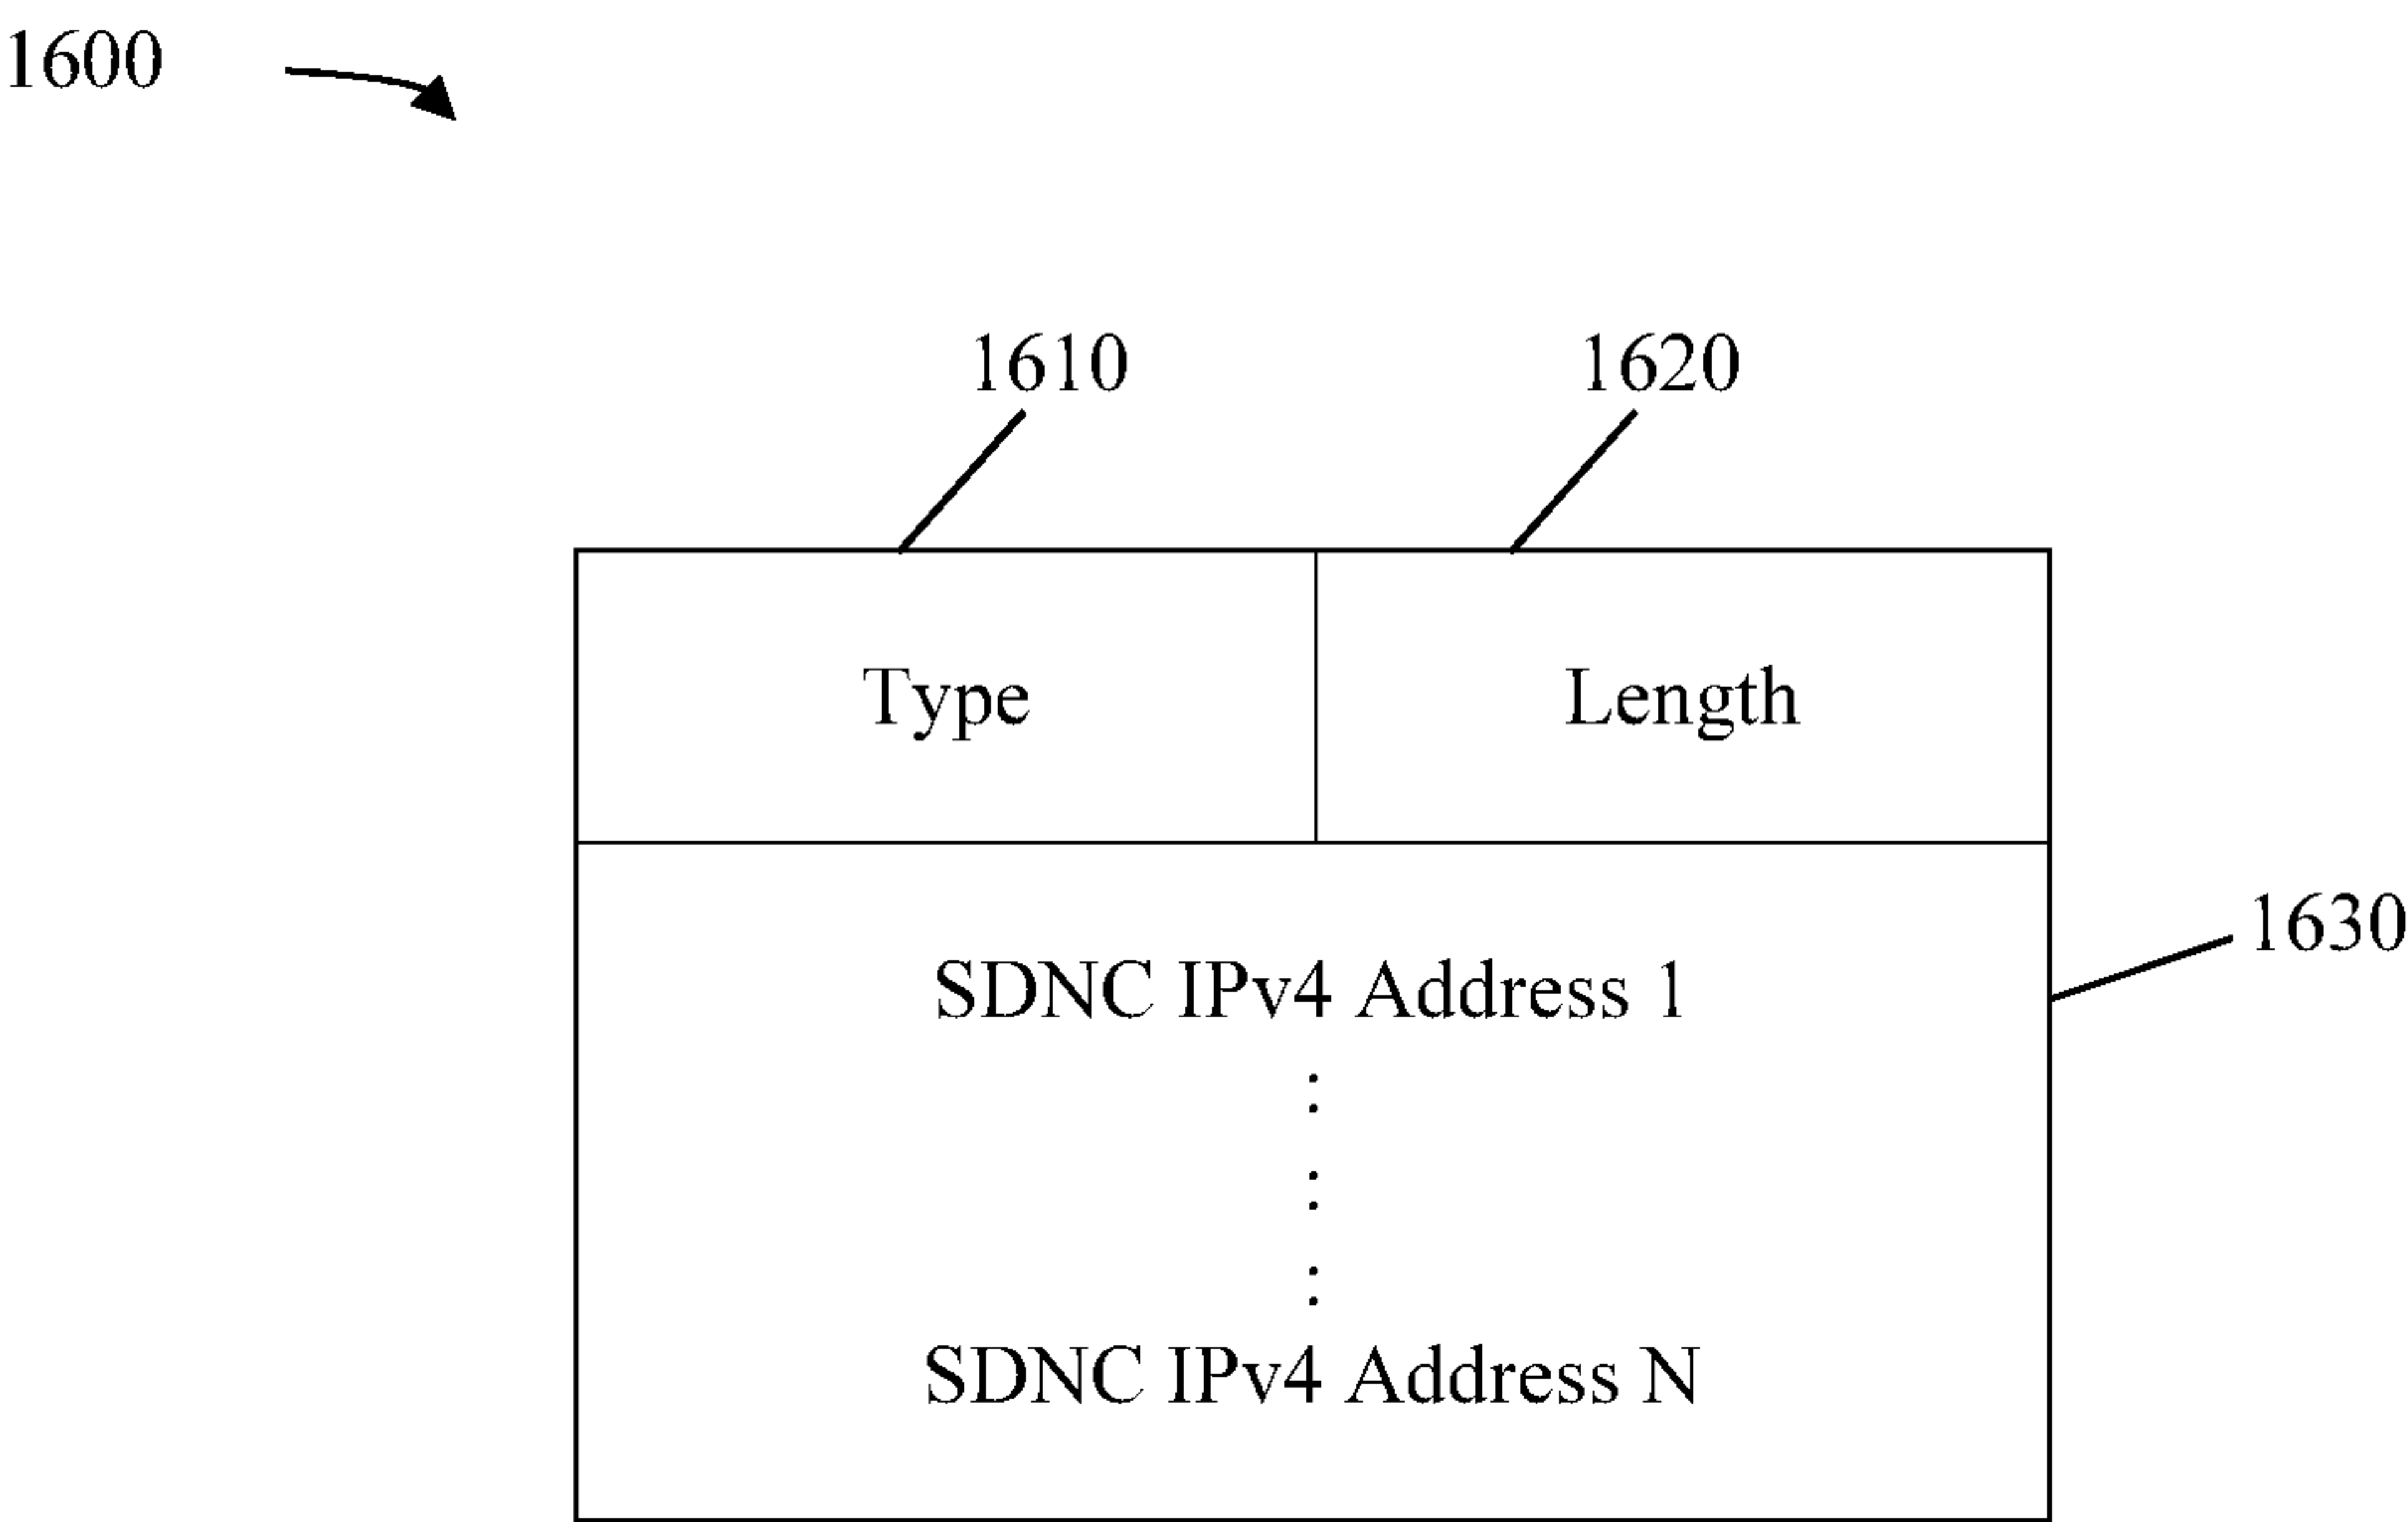 1600
1610
1620
Type
Length
1630
SDNC IPv4 Address 1
SDNC IPv4 Address N